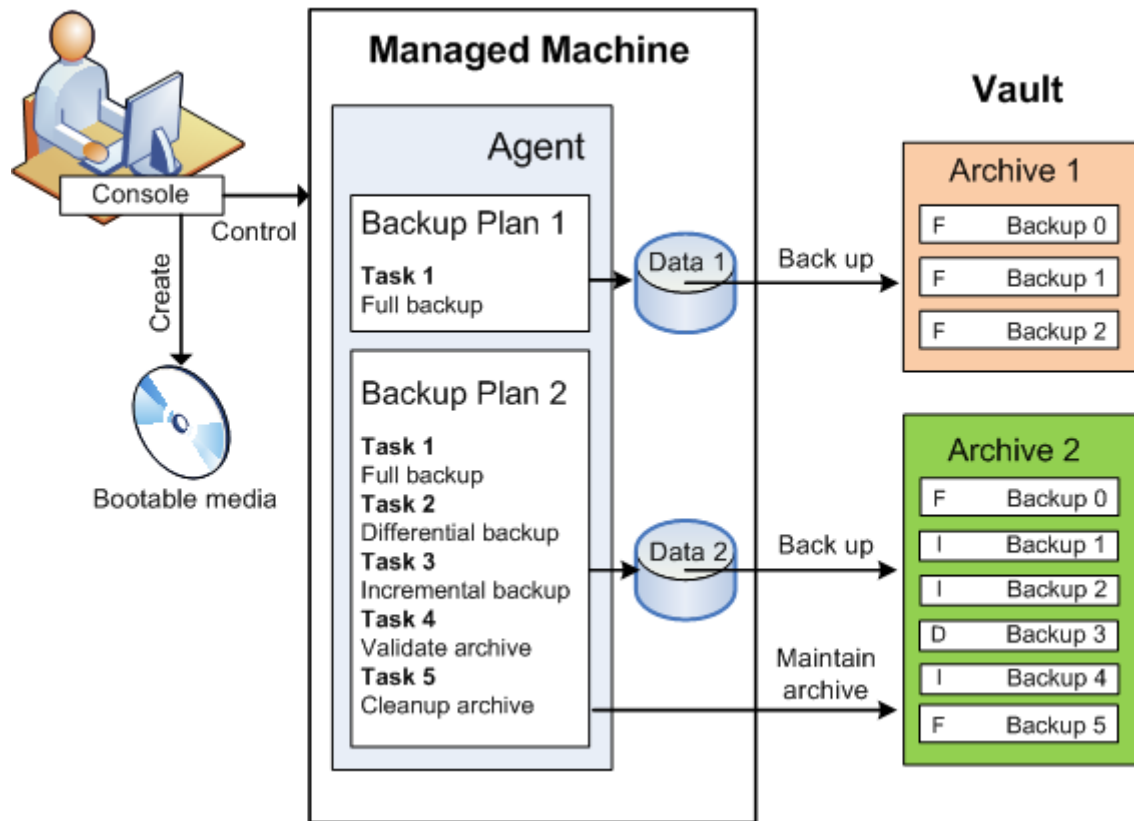 Console
Control
Create
Bootable media
Managed Machine
Agent
Backup Plan 1
Task 1
Full backup
Backup Plan 2
Task 1
Full backup
Task 2
Differential backup
Task 3
Incremental backup
Task 4
Validate archive
Task 5
Cleanup archive
Data 1
Back up
Data 2
Back up
Maintain
archive
Vault
Archive 1
F Backup 0
F Backup 1
F Backup 2
Archive 2
F Backup 0
I Backup 1
I Backup 2
D Backup 3
I Backup 4
F Backup 5